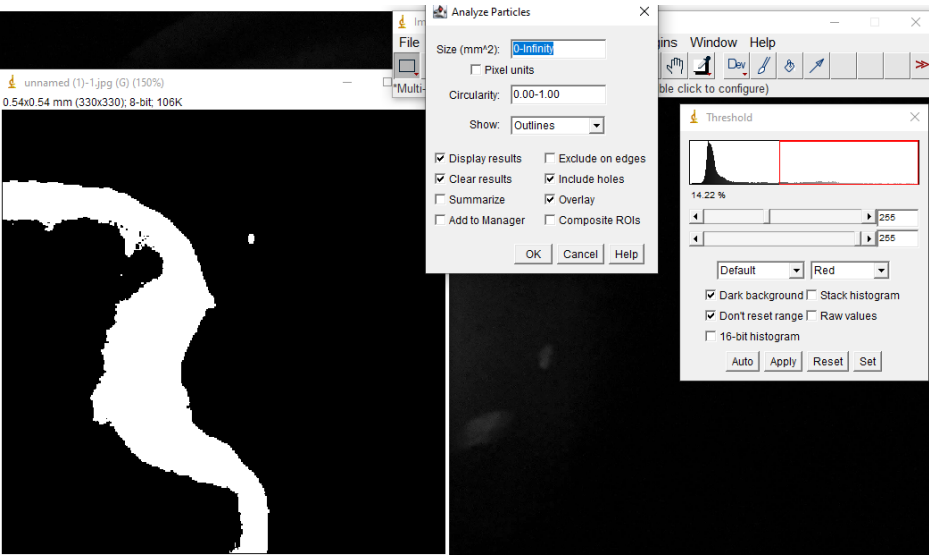 Im
File
*Multi-
Analyze Particles
Size (mm^2): 0-Infinity
Pixel units
Circularity: 0.00-1.00
Show: Outlines
Display results Exclude on edges
Clear results Include holes
Summarize Overlay
Add to Manager Composite ROIs
OK Cancel Help
gins Window Help
Dev
ble click to configure)
unnamed (1)-1.jpg (G) (150%)
0.54x0.54 mm (330x330); 8-bit; 106K
Threshold
14.22 %
255
255
Default Red
Dark background Stack histogram
Don't reset range Raw values
16-bit histogram
Auto Apply Reset Set